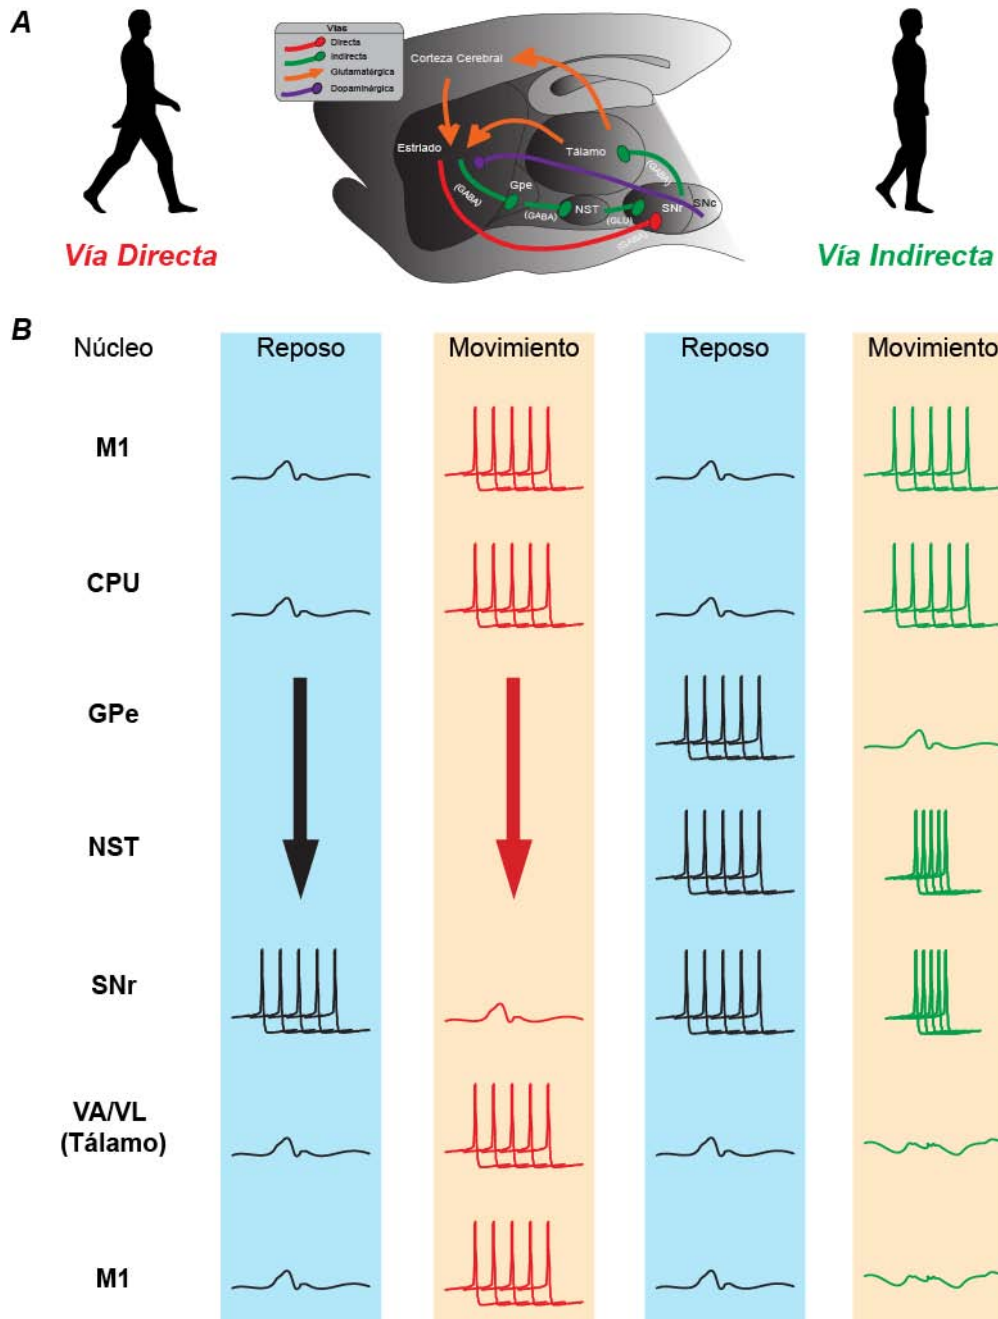 A
Vías
Directa
Indirecta
Glutamatérgica
Dopaminérgica
Corteza Cerebral
Estriado
Tálamo
Gpe
NST
SNr
SNc
(GABA)
(GABA)
(GLU)
(GABA)
(GABA)
Vía Directa
Vía Indirecta
B
Núcleo Reposo Movimiento Reposo Movimiento
M1
CPU
GPe
NST
SNr
VA/VL
(Tálamo)
M1